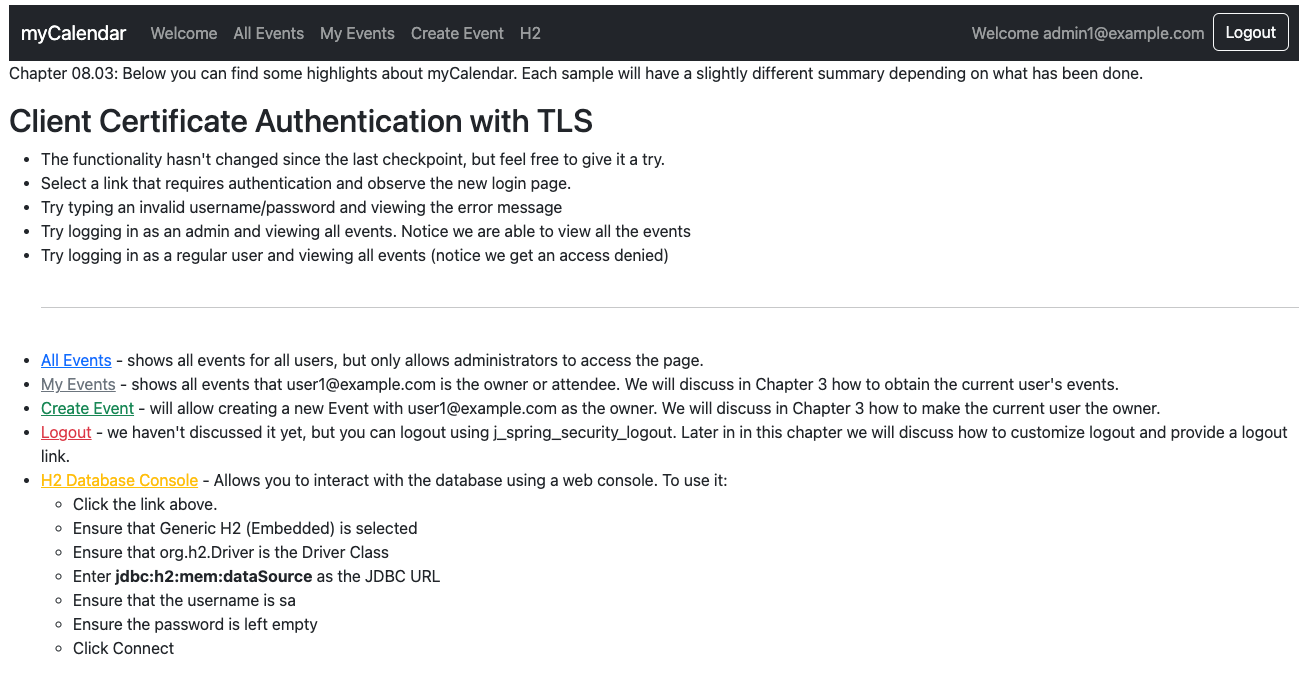 myCalendar Welcome All Events My Events Create Event H2 Welcome admin1@example.com Logout
Chapter 08.03: Below you can find some highlights about myCalendar. Each sample will have a slightly different summary depending on what has been done.
Client Certificate Authentication with TLS
• The functionality hasn't changed since the last checkpoint, but feel free to give it a try.
• Select a link that requires authentication and observe the new login page.
• Try typing an invalid username/password and viewing the error message
• Try logging in as an admin and viewing all events. Notice we are able to view all the events
• Try logging in as a regular user and viewing all events (notice we get an access denied)
• All Events - shows all events for all users, but only allows administrators to access the page.
• My Events - shows all events that user1@example.com is the owner or attendee. We will discuss in Chapter 3 how to obtain the current user's events.
• Create Event - will allow creating a new Event with user1@example.com as the owner. We will discuss in Chapter 3 how to make the current user the owner.
• Logout - we haven't discussed it yet, but you can logout using j_spring_security_logout. Later in in this chapter we will discuss how to customize logout and provide a logout
link.
• H2 Database Console - Allows you to interact with the database using a web console. To use it:
◦ Click the link above.
◦ Ensure that Generic H2 (Embedded) is selected
◦ Ensure that org.h2.Driver is the Driver Class
◦ Enter jdbc:h2:mem:dataSource as the JDBC URL
◦ Ensure that the username is sa
◦ Ensure the password is left empty
◦ Click Connect